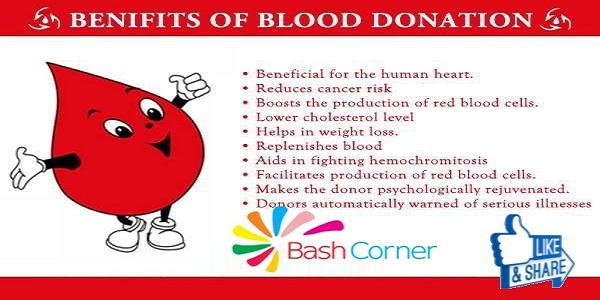 BENIFITS OF BLOOD DONATION
• Beneficial for the human heart.
• Reduces cancer risk
• Boosts the production of red blood cells.
• Lower cholesterol level
• Helps in weight loss.
• Replenishes blood
• Aids in fighting hemochromitosis
• Facilitates production of red blood cells.
• Makes the donor psychologically rejuvenated.
• Donors automatically warned of serious illnesses
Bash Corner
LIKE
& SHARE